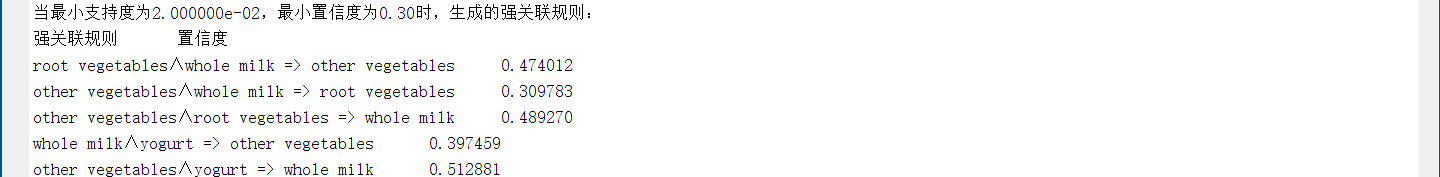 当最小支持度为2.000000e-02，最小置信度为0.30时，生成的强关联规则：
强关联规则 置信度
root vegetables∧whole milk => other vegetables 0.474012
other vegetables∧whole milk => root vegetables 0.309783
other vegetables∧root vegetables => whole milk 0.489270
whole milk∧yogurt => other vegetables 0.397459
other vegetables∧yogurt => whole milk 0.512881